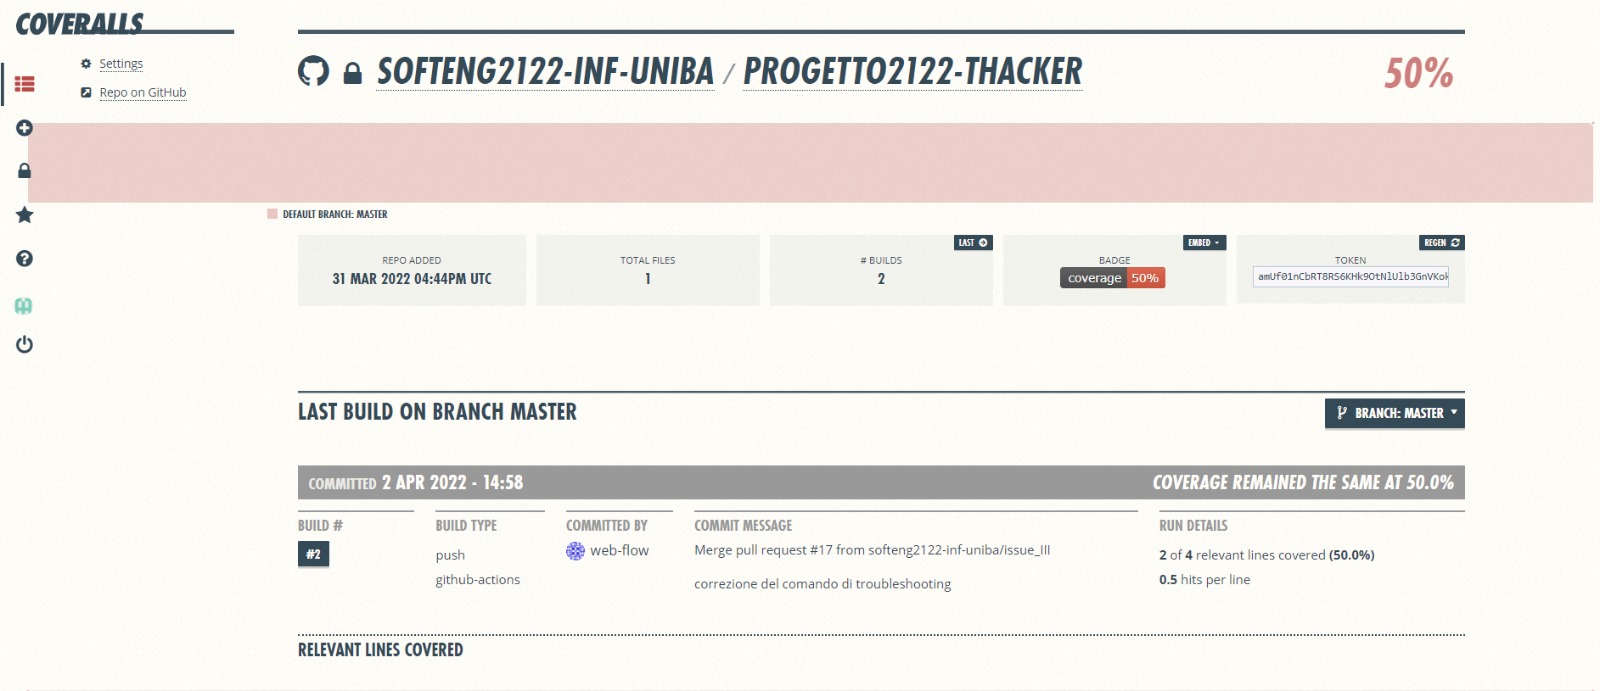 COVERALLS
Settings
Repo on GitHub
SOFTENG2122-INF-UNIBA / PROGETTO2122-THACKER
50%
DEFAULT BRANCH: MASTER
REPO ADDED
31 MAR 2022 04:44PM UTC
TOTAL FILES
1
LAST
# BUILDS
2
EMBED
BADGE
coverage 50%
REGEN
TOKEN
amUf01nCbRT8RS6KHk9OtNlUlb3GnVKok
LAST BUILD ON BRANCH MASTER
BRANCH: MASTER
COMMITTED 2 APR 2022 - 14:58
COVERAGE REMAINED THE SAME AT 50.0%
BUILD #
#2
BUILD TYPE
push
github-actions
COMMITTED BY
web-flow
COMMIT MESSAGE
Merge pull request #17 from softeng2122-inf-uniba/issue_III
correzione del comando di troubleshooting
RUN DETAILS
2 of 4 relevant lines covered (50.0%)
0.5 hits per line
RELEVANT LINES COVERED